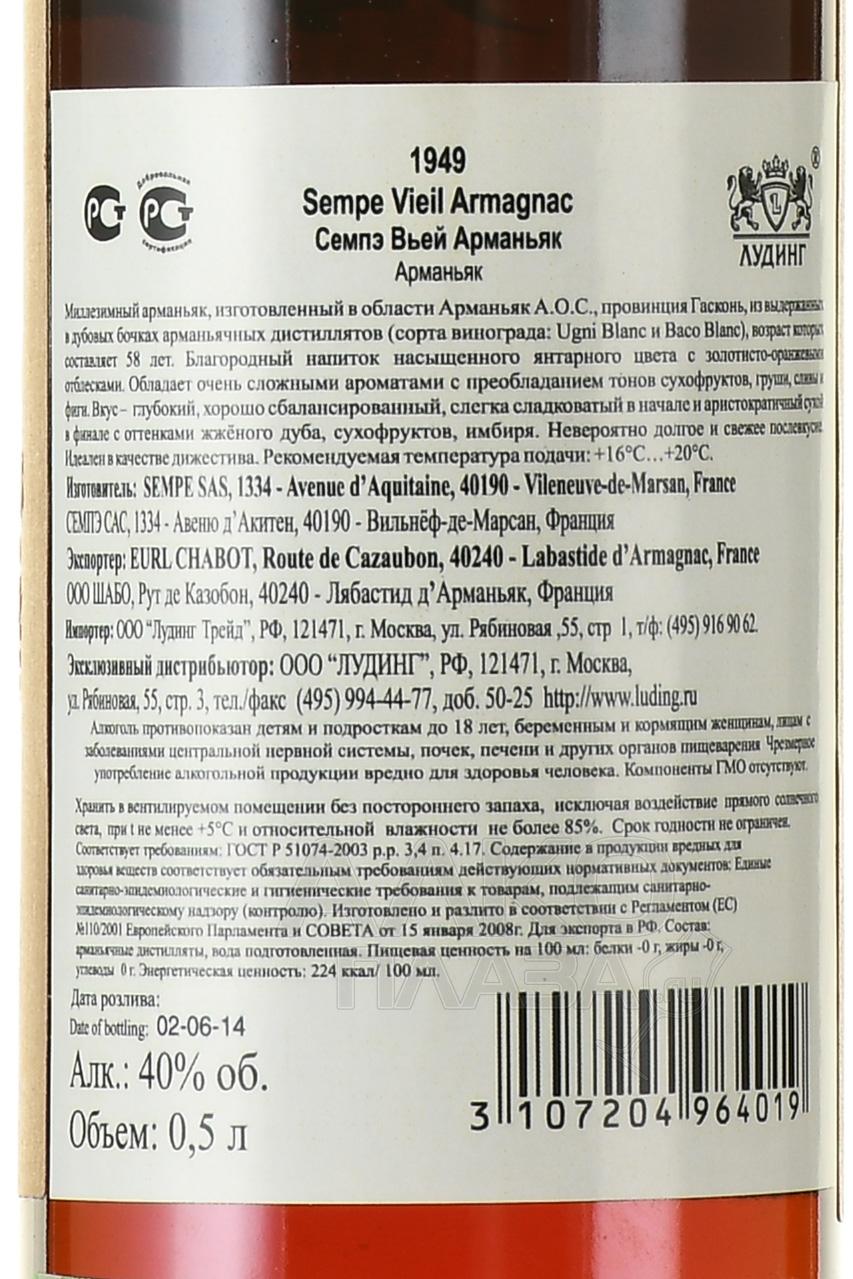 1949
Sempe Vieil Armagnac
Семпэ Вьей Арманьяк
Арманьяк
Добровольная
РСТ
РСТ
сертификация
®
L
ЛУДИНГ
Миллезимный арманьяк, изготовленный в области Арманьяк А.О.С., провинция Гасконь, из выдержанных
в дубовых бочках арманьячных дистиллятов (сорта винограда: Ugni Blanc и Baco Blanc), возраст которых
составляет 58 лет. Благородный напиток насыщенного янтарного цвета с золотисто-оранжевыми
отблесками. Обладает очень сложными ароматами с преобладанием тонов сухофруктов, груши, сливы и
фиги. Вкус – глубокий, хорошо сбалансированный, слегка сладковатый в начале и аристократичный сухой
в финале с оттенками жжёного дуба, сухофруктов, имбиря. Невероятно долгое и свежее послевкусие.
Идеален в качестве дижестива. Рекомендуемая температура подачи: +16°C...+20°C.
Изготовитель: SEMPE SAS, 1334 - Avenue d’Aquitaine, 40190 - Vileneuve-de-Marsan, France
СЕМПЭ САС, 1334 - Авеню д’Акитен, 40190 - Вильнёф-де-Марсан, Франция
Экспортер: EURL CHABOT, Route de Cazaubon, 40240 - Labastide d’Armagnac, France
ООО ШАБО, Рут де Казобон, 40240 - Лябастид д’Арманьяк, Франция
Импортер: ООО “Лудинг Трейд”, РФ, 121471, г. Москва, ул. Рябиновая ,55, стр 1, т/ф: (495) 916 90 62.
Эксклюзивный дистрибьютор: ООО “ЛУДИНГ”, РФ, 121471, г. Москва,
ул. Рябиновая, 55, стр. 3, тел./факс (495) 994-44-77, доб. 50-25 http://www.luding.ru
Алкоголь противопоказан детям и подросткам до 18 лет, беременным и кормящим женщинам, лицам с
заболеваниями центральной нервной системы, почек, печени и других органов пищеварения Чрезмерное
употребление алкогольной продукции вредно для здоровья человека. Компоненты ГМО отсутствуют.
Хранить в вентилируемом помещении без постороннего запаха, исключая воздействие прямого солнечного
света, при t не менее +5°C и относительной влажности не более 85%. Срок годности не ограничен.
Соответствует требованиям: ГОСТ Р 51074-2003 р.р. 3,4 п. 4.17. Содержание в продукции вредных для
здоровья веществ соответствует обязательным требованиям действующих нормативных документов: Единые
санитарно-эпидемиологические и гигиенические требования к товарам, подлежащим санитарно-
эпидемиологическому надзору (контролю). Изготовлено и разлито в соответствии с Регламентом (ЕС)
№110/2001 Европейского Парламента и СОВЕТА от 15 января 2008г. Для экспорта в РФ. Состав:
арманьячные дистилляты, вода подготовленная. Пищевая ценность на 100 мл: белки -0 г, жиры -0 г,
углеводы 0 г. Энергетическая ценность: 224 ккал/ 100 мл.
Дата розлива:
Date of bottling: 02-06-14
Алк.: 40% об.
Объем: 0,5 л
3 107204 964019